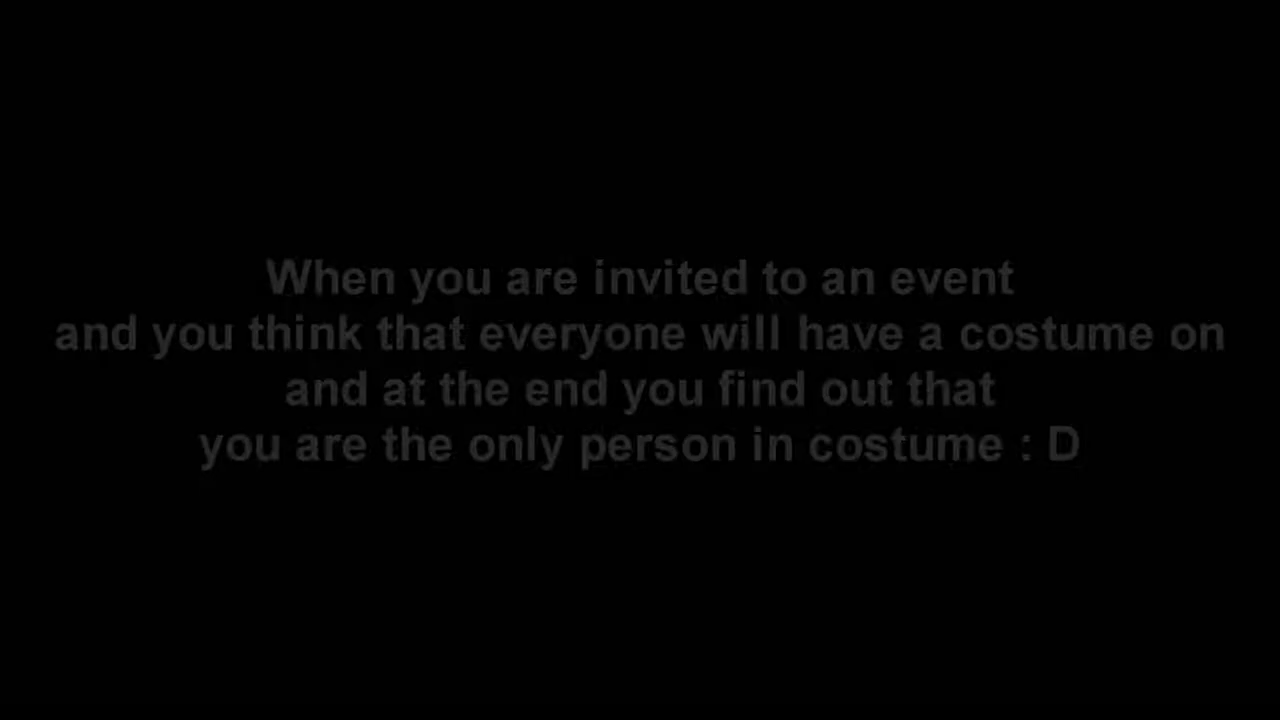 When you are invited to an event
and you think that everyone will have a costume on
and at the end you find out that
you are the only person in costume : D